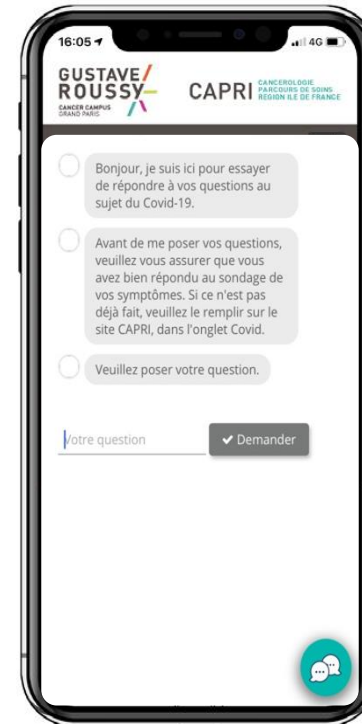 16:05
4G
GUSTAVE/
ROUSSY
CANCER CAMPUS
GRAND PARIS
CAPRI
CANCEROLOGIE
PARCOURS DE SOINS
REGION ILE DE FRANCE
Bonjour, je suis ici pour essayer
de répondre à vos questions au
sujet du Covid-19.
Avant de me poser vos questions,
veuillez vous assurer que vous
avez bien répondu au sondage de
vos symptômes. Si ce n'est pas
déjà fait, veuillez le remplir sur le
site CAPRI, dans l'onglet Covid.
Veuillez poser votre question.
Votre question
Demander